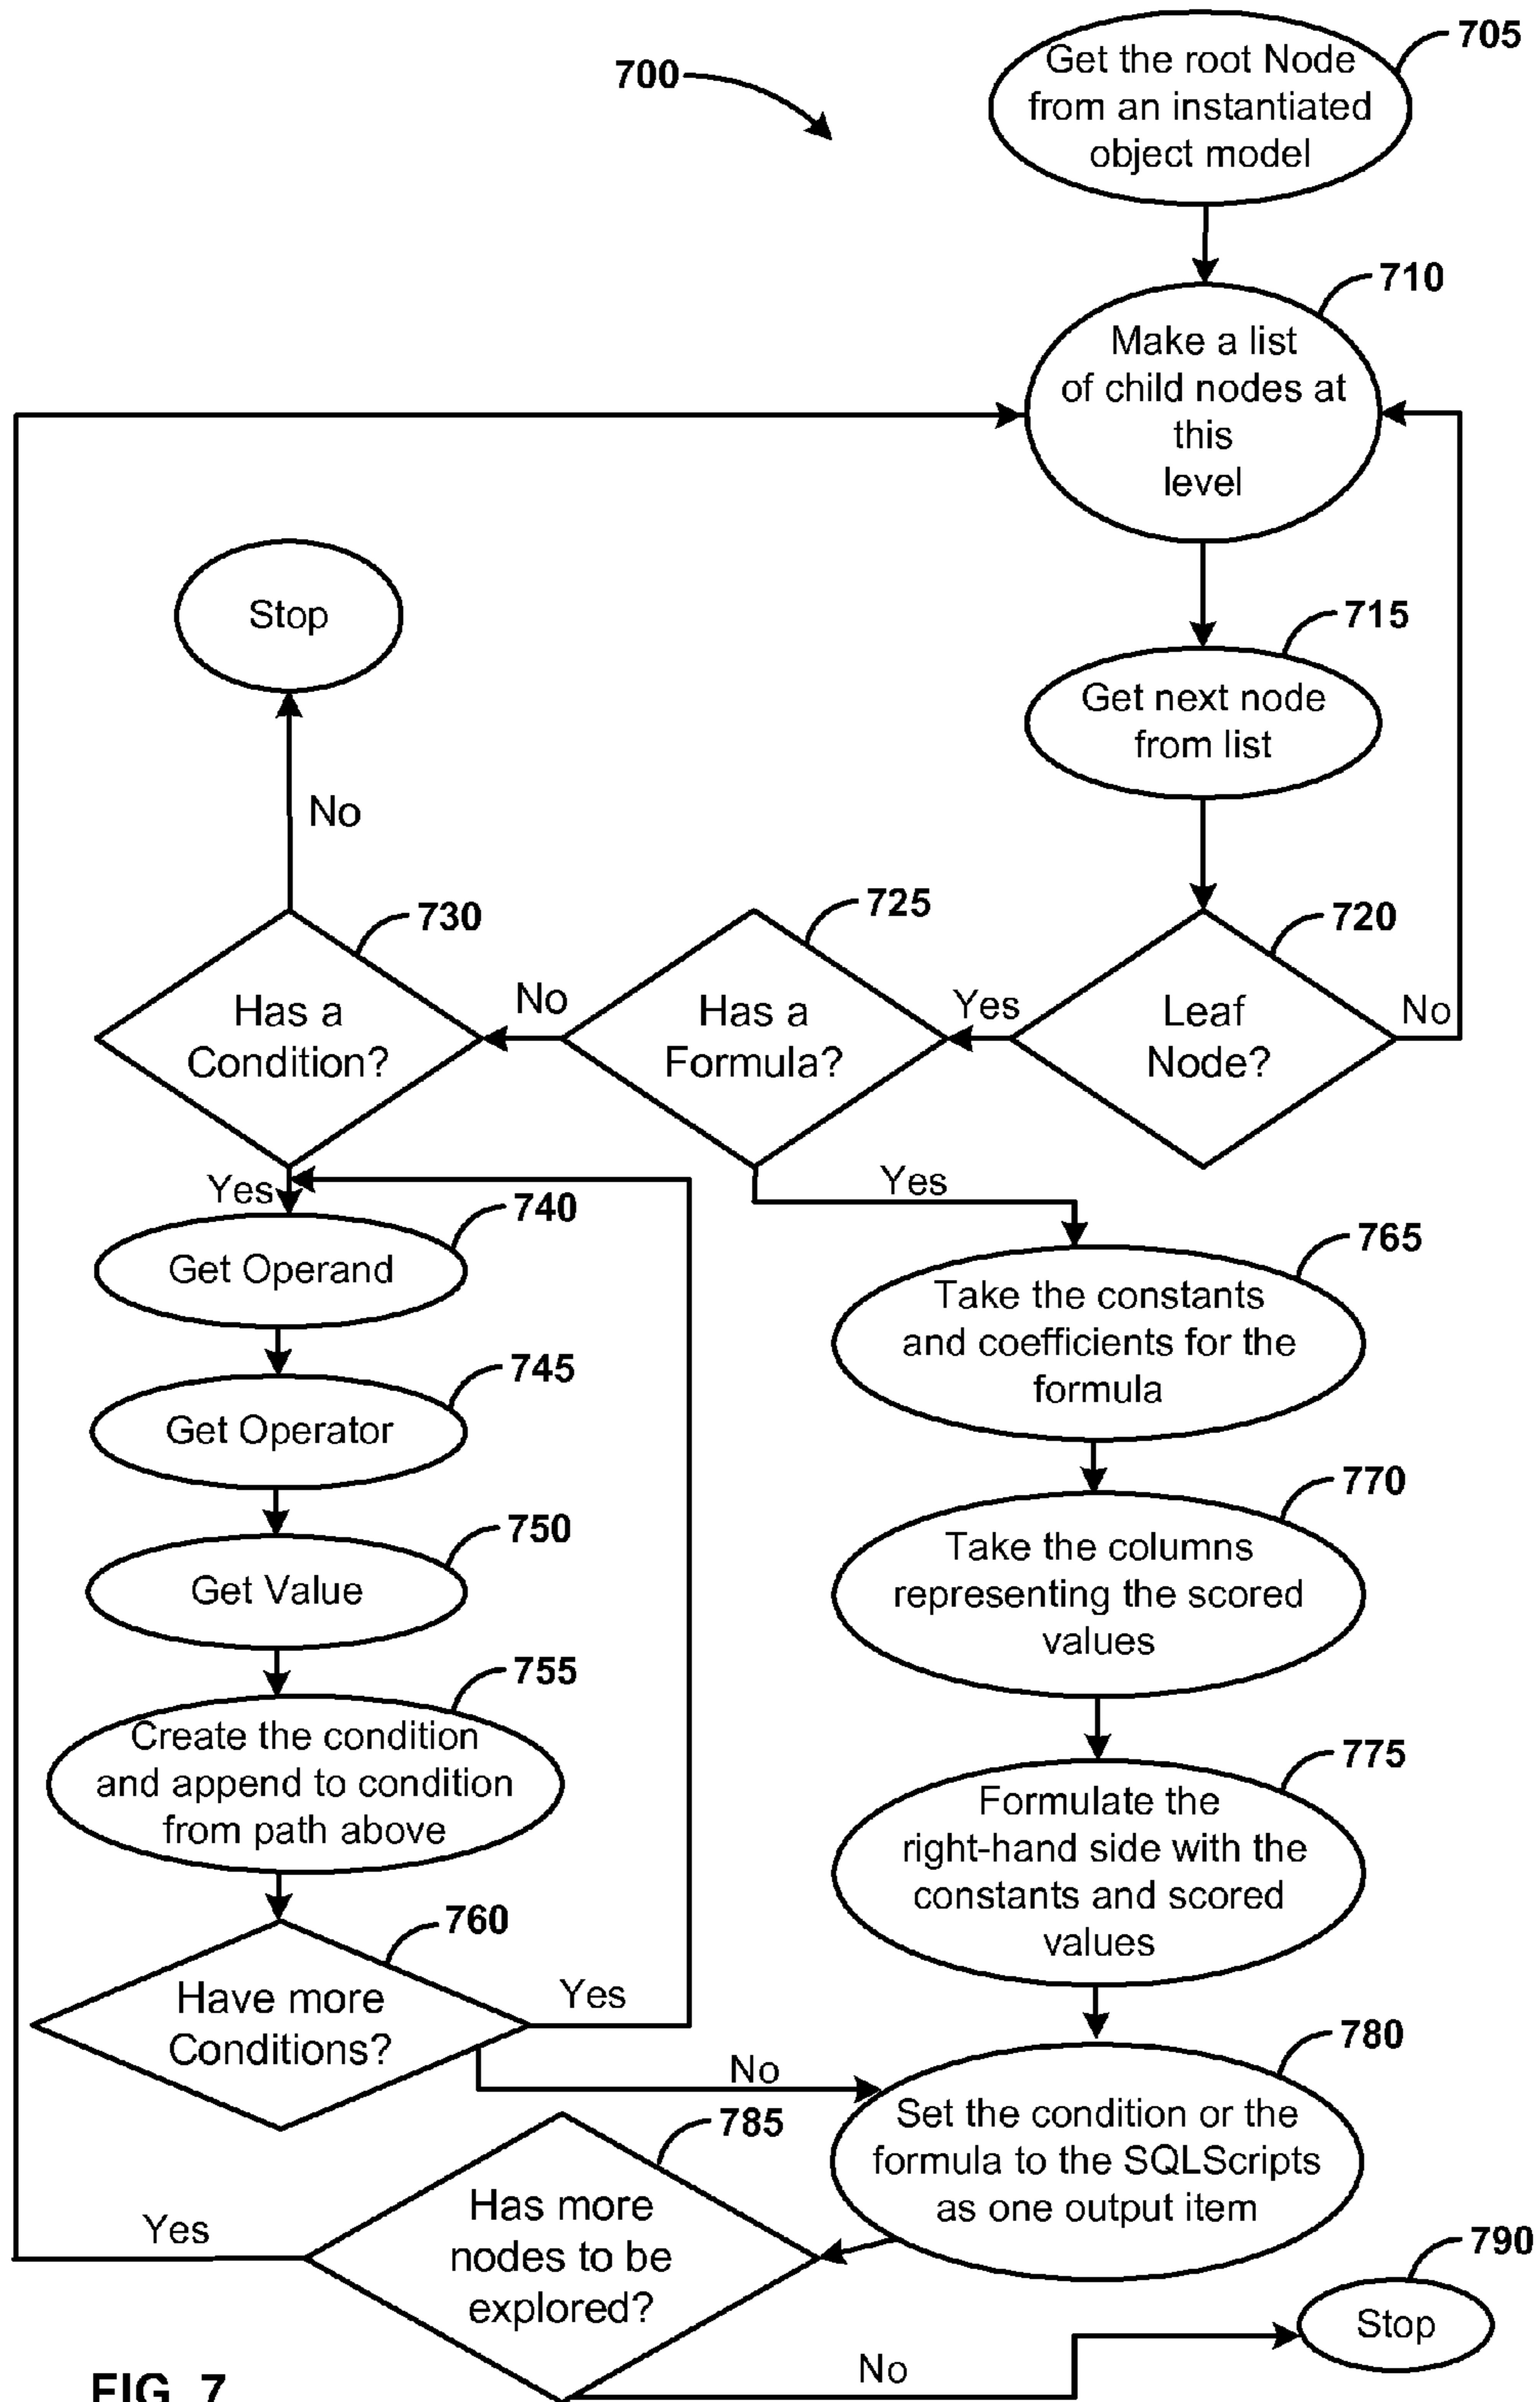 700
705
Get the root Node
from an instantiated
object model
710
Make a list
of child nodes at
this
level
715
Get next node
from list
Stop
No
730
Has a
Condition?
No
725
Has a
Formula?
Yes
720
Leaf
Node?
No
Yes
740
Get Operand
745
Get Operator
750
Get Value
755
Create the condition
and append to condition
from path above
760
Have more
Conditions?
Yes
No
Yes
765
Take the constants
and coefficients for the
formula
770
Take the columns
representing the scored
values
775
Formulate the
right-hand side with the
constants and scored
values
780
Set the condition or the
formula to the SQLScripts
as one output item
785
Has more
nodes to be
explored?
Yes
No
790
Stop
FIG. 7